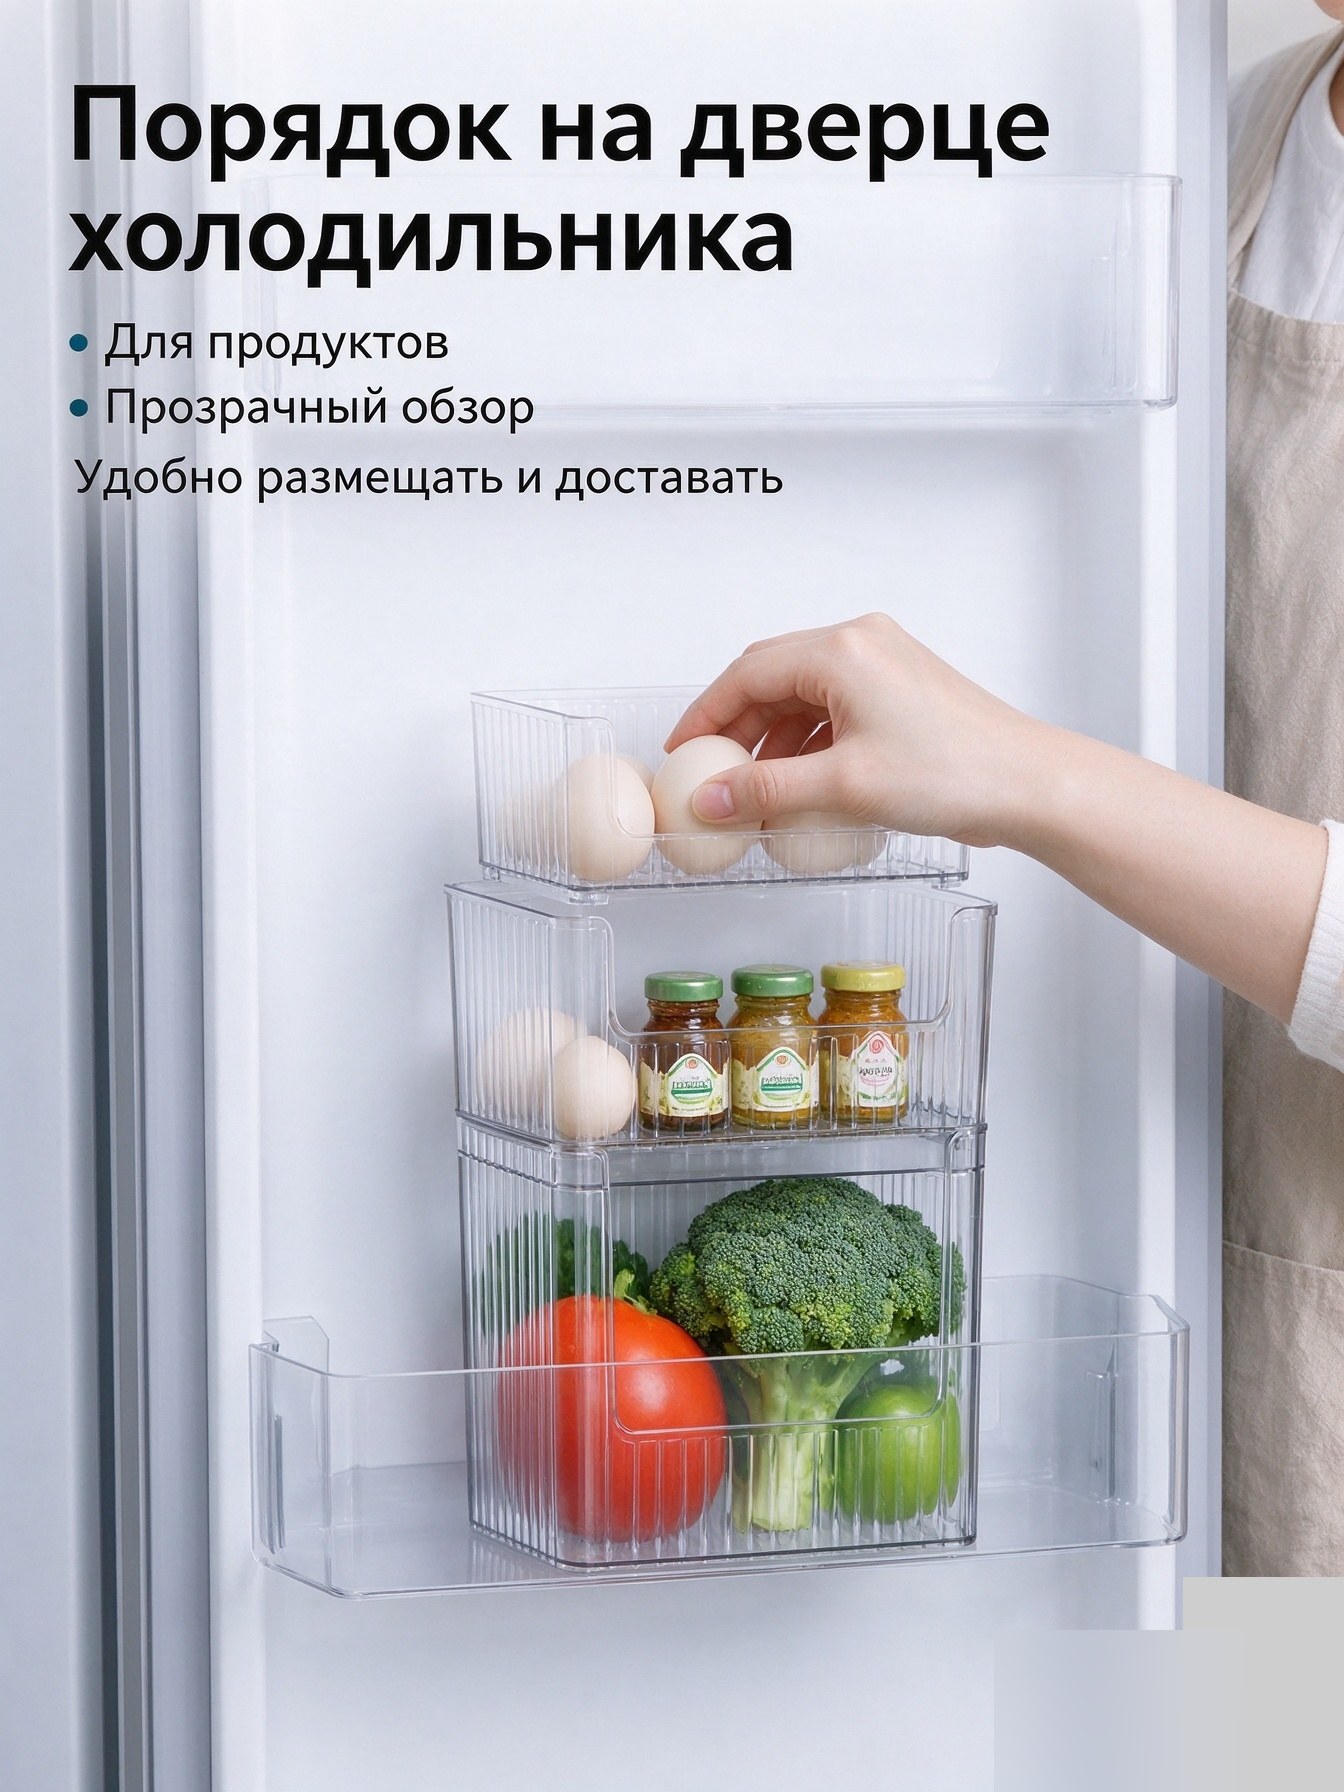 Порядок на дверце
холодильника
• Для продуктов
• Прозрачный обзор
Удобно размещать и доставать